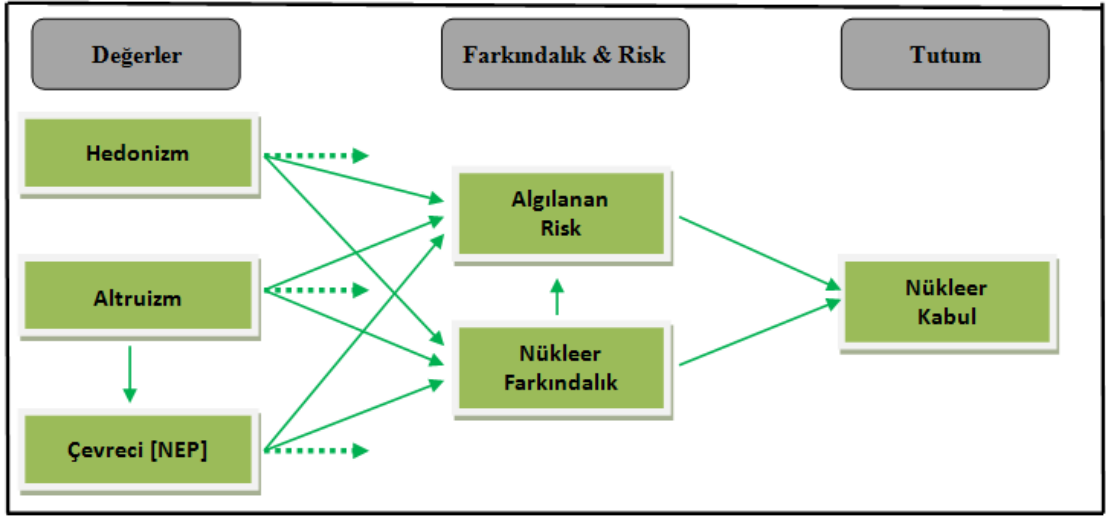 Değerler
Farkındalık & Risk
Tutum
Hedonizm
Algılanan
Risk
Altruizm
Nükleer
Kabul
Nükleer
Farkındalık
Çevreci [NEP]